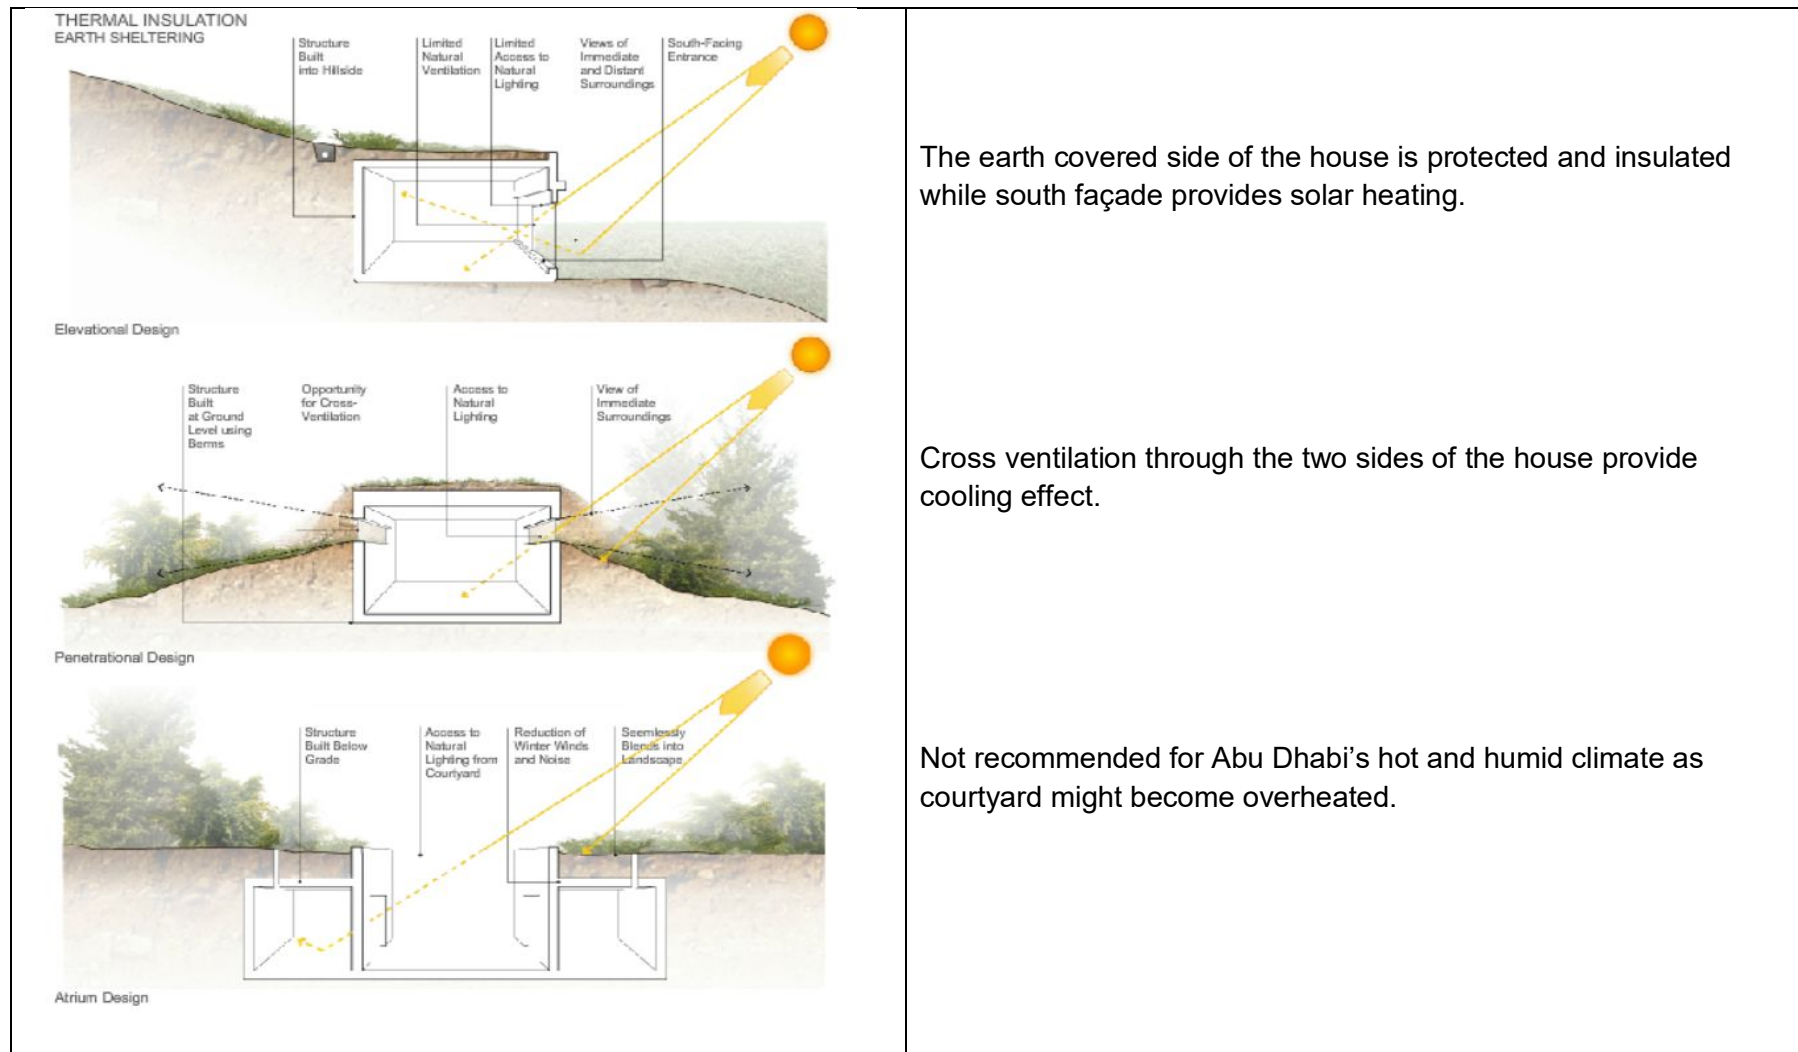 THERMAL INSULATION
EARTH SHELTERING
Structure
Built
into Hillside
Limited
Natural
Ventilation
Limited
Access to
Natural
Lighting
Views of
Immediate
and Distant
Surroundings
South-Facing
Entrance
Elevational Design
The earth covered side of the house is protected and insulated
while south façade provides solar heating.
Structure
Built
at Ground
Level using
Berms
Opportunity
for Cross-
Ventilation
Access to
Natural
Lighting
View of
Immediate
Surroundings
Penetrational Design
Cross ventilation through the two sides of the house provide
cooling effect.
Structure
Built Below
Grade
Access to
Natural
Lighting from
Courtyard
Reduction of
Winter Winds
and Noise
Seemlessly
Blends into
Landscape
Atrium Design
Not recommended for Abu Dhabi’s hot and humid climate as
courtyard might become overheated.